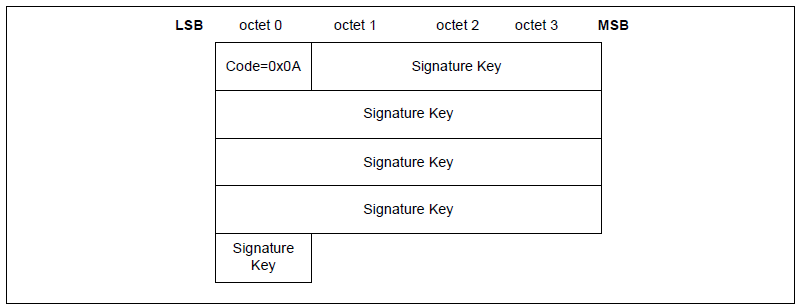 LSB octet 0 octet 1 octet 2 octet 3 MSB
Code=0x0A Signature Key
Signature Key
Signature Key
Signature Key
Signature
Key